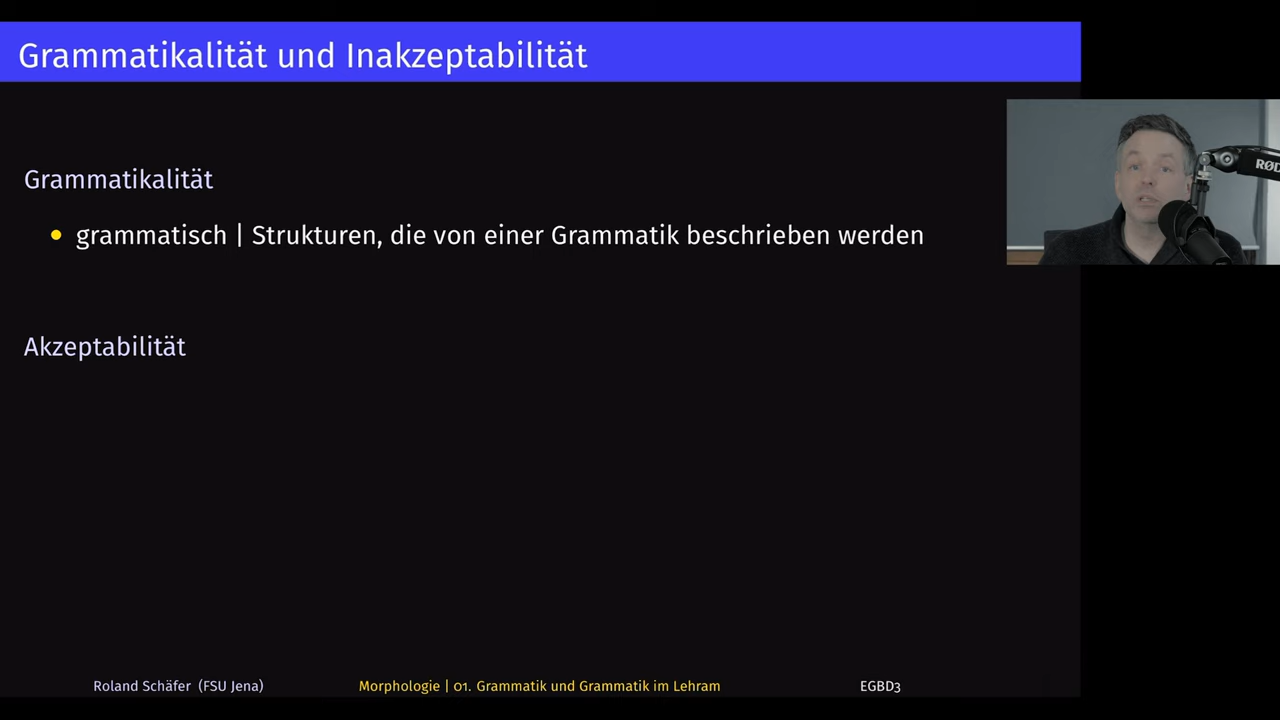 Grammatikalität und Inakzeptabilität
Grammatikalität
grammatisch | Strukturen, die von einer Grammatik beschrieben werden
Akzeptabilität
Roland Schäfer (FSU Jena)
Morphologie | 01. Grammatik und Grammatik im Lehram
EGBD3